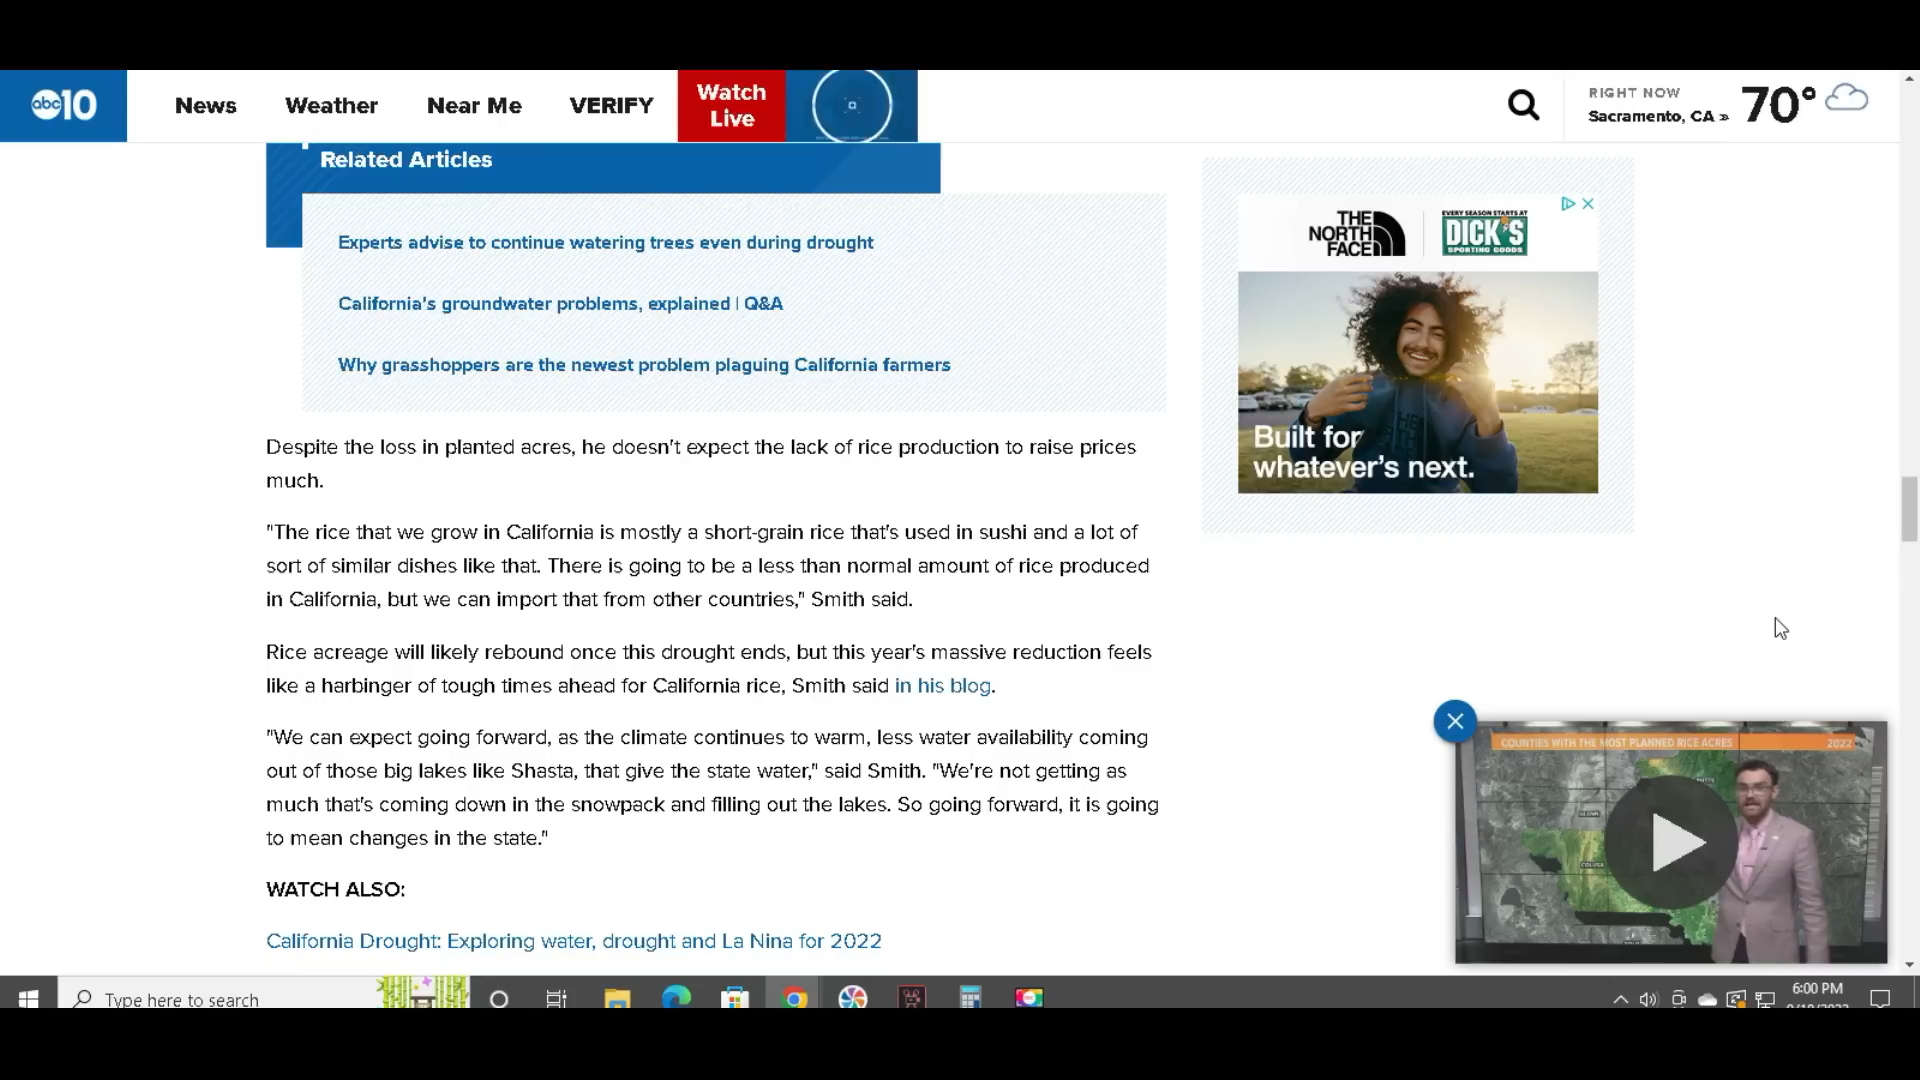 abc10
News
Weather
Near Me
VERIFY
Watch
Live
RIGHT NOW
Sacramento, CA »
70°
Related Articles
Experts advise to continue watering trees even during drought
California's groundwater problems, explained | Q&A
Why grasshoppers are the newest problem plaguing California farmers
THE
NORTH
FACE
EVERY SEASON STARTS AT
DICK'S
SPORTING GOODS
Built for
whatever's next.
Despite the loss in planted acres, he doesn't expect the lack of rice production to raise prices
much.
"The rice that we grow in California is mostly a short-grain rice that's used in sushi and a lot of
sort of similar dishes like that. There is going to be a less than normal amount of rice produced
in California, but we can import that from other countries," Smith said.
Rice acreage will likely rebound once this drought ends, but this year's massive reduction feels
like a harbinger of tough times ahead for California rice, Smith said in his blog.
"We can expect going forward, as the climate continues to warm, less water availability coming
out of those big lakes like Shasta, that give the state water," said Smith. "We're not getting as
much that's coming down in the snowpack and filling out the lakes. So going forward, it is going
to mean changes in the state."
WATCH ALSO:
California Drought: Exploring water, drought and La Nina for 2022
COUNTIES WITH THE MOST PLANNED RICE ACRES
2022
GLENN
COLUSA
Type here to search
6:00 PM